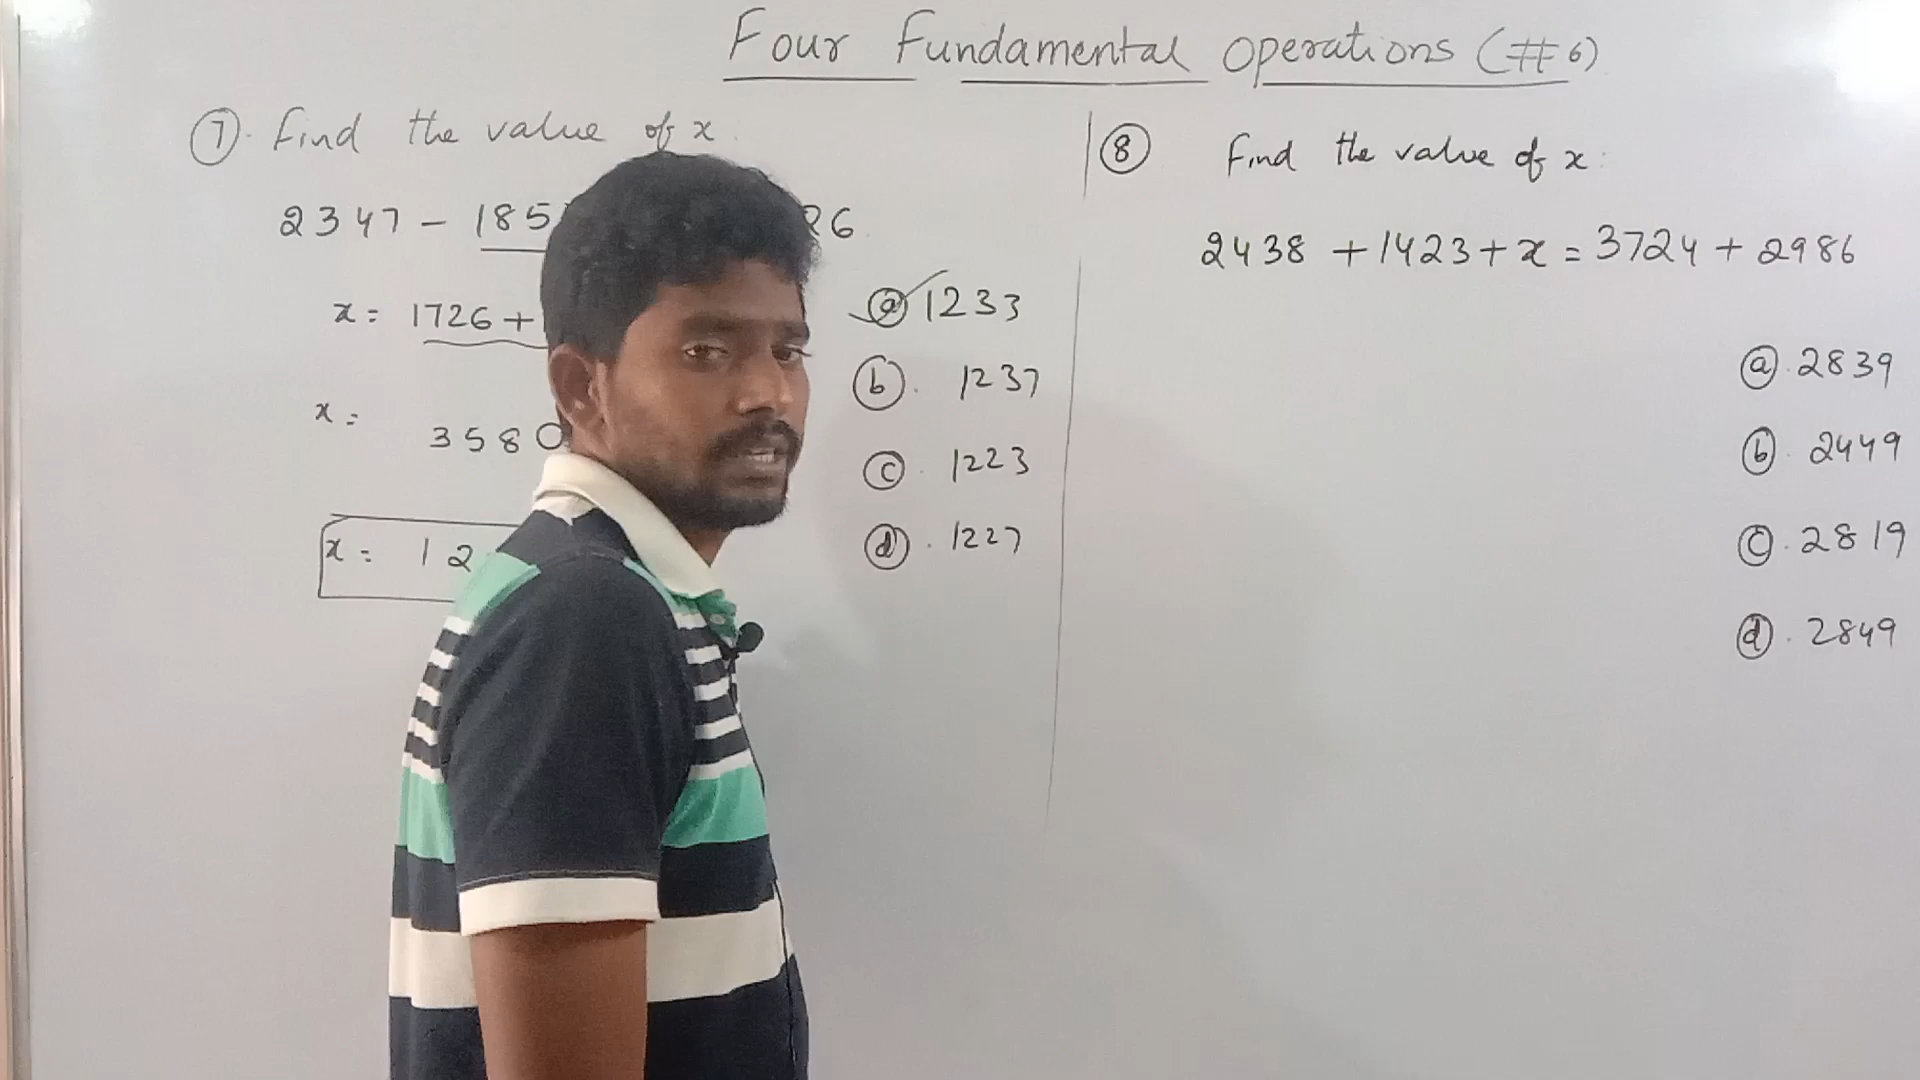 Four Fundamental Operations (#6)
⑦. Find the value of x.
2347 - 185 26
x = 1726 +
x = 3580
x = 12
ⓐ 1233
ⓑ. 1237
ⓒ. 1223
ⓓ. 1227
⑧ Find the value of x:
2438 + 1423 + x = 3724 + 2986
ⓐ. 2839
ⓑ. 2449
ⓒ. 2819
ⓓ. 2849